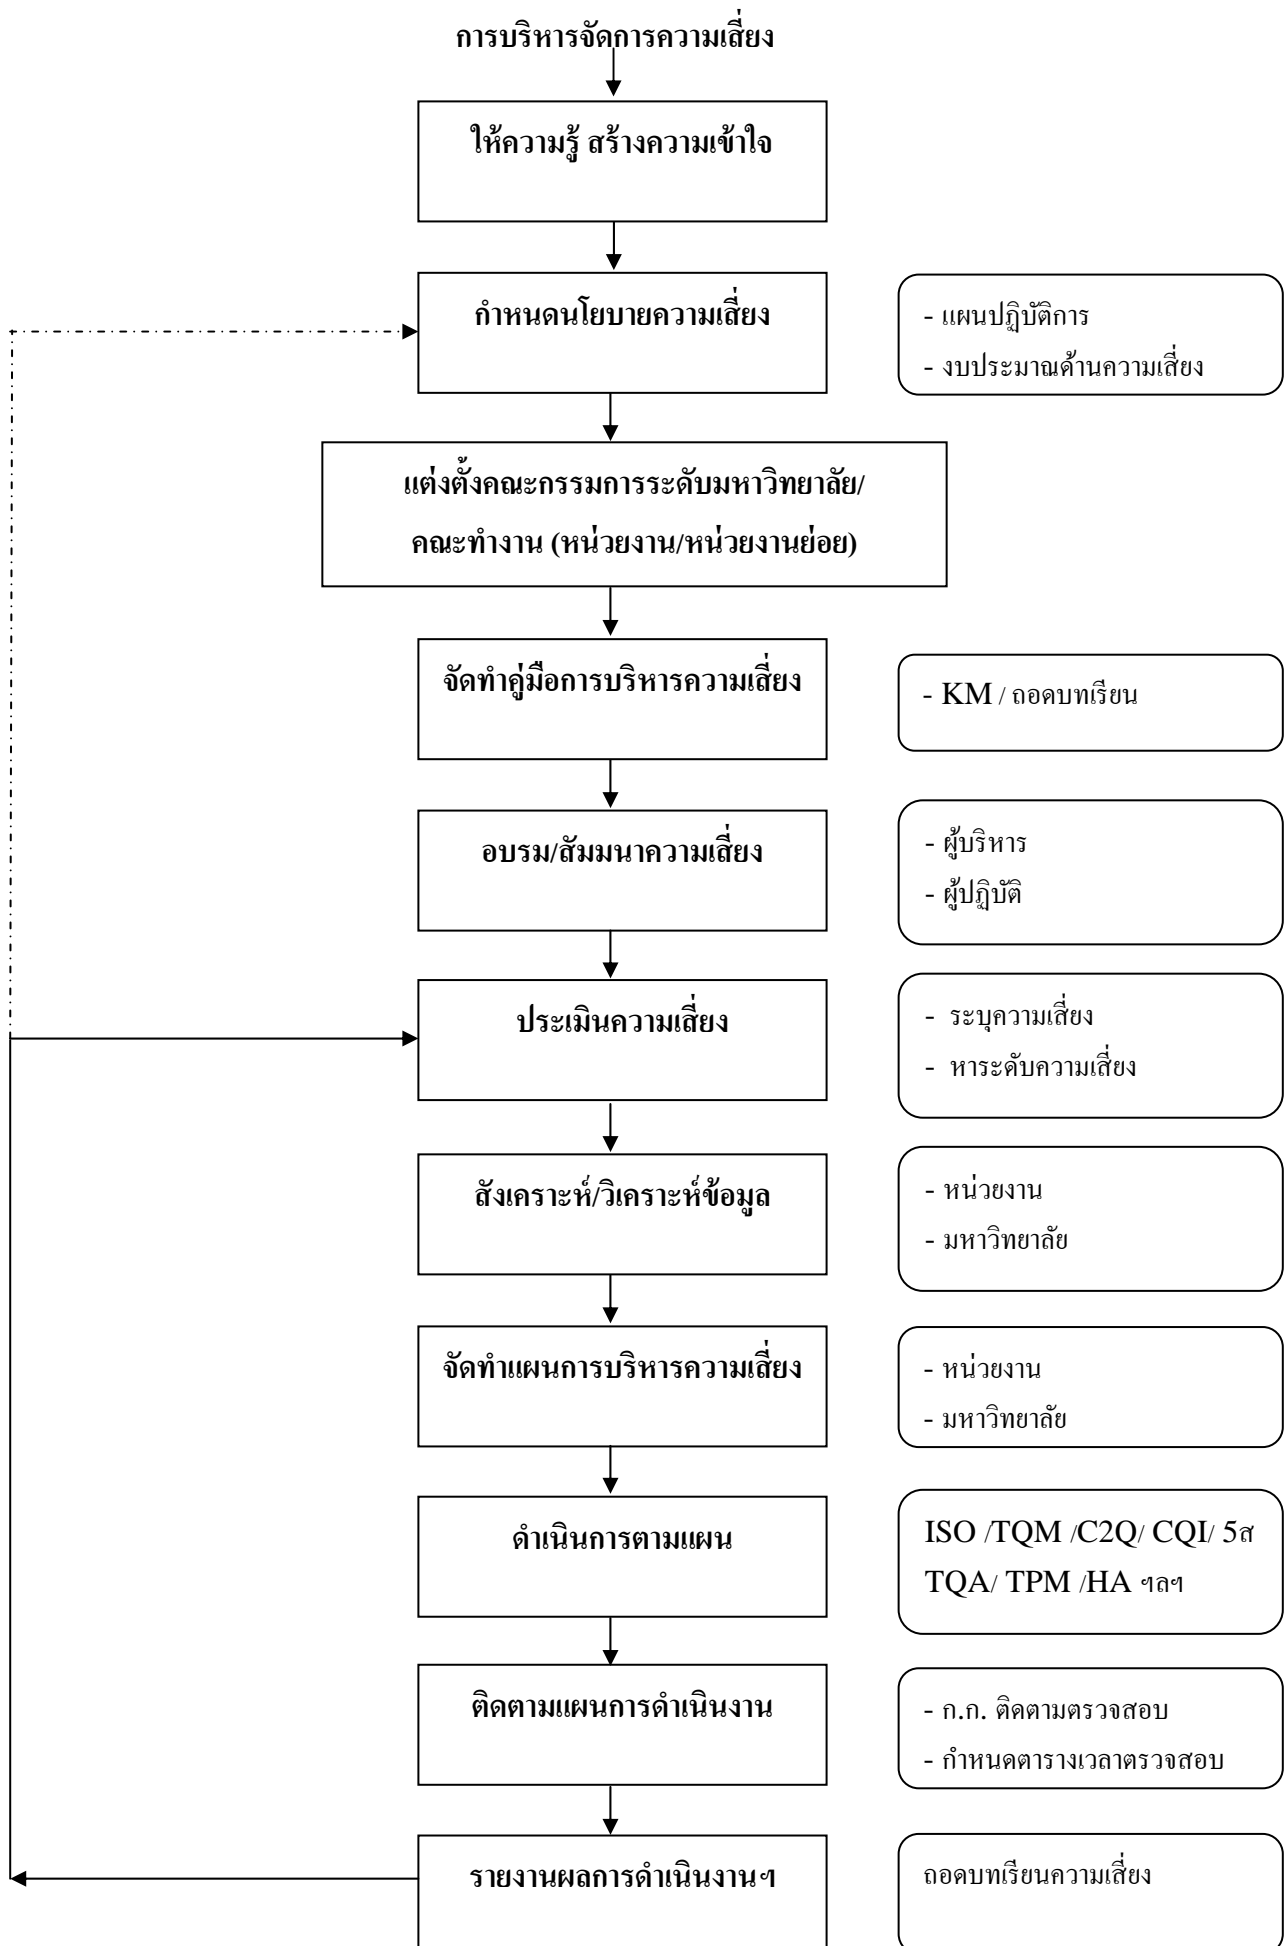 การบริหารจัดการความเสี่ยง
ให้ความรู้ สร้างความเข้าใจ
กำหนดนโยบายความเสี่ยง
- แผนปฏิบัติการ
- งบประมาณด้านความเสี่ยง
แต่งตั้งคณะกรรมการระดับมหาวิทยาลัย/
คณะทำงาน (หน่วยงาน/หน่วยงานย่อย)
จัดทำคู่มือการบริหารความเสี่ยง
- KM / ถอดบทเรียน
อบรม/สัมมนาความเสี่ยง
- ผู้บริหาร
- ผู้ปฏิบัติ
ประเมินความเสี่ยง
- ระบุความเสี่ยง
- หาระดับความเสี่ยง
สังเคราะห์/วิเคราะห์ข้อมูล
- หน่วยงาน
- มหาวิทยาลัย
จัดทำแผนการบริหารความเสี่ยง
- หน่วยงาน
- มหาวิทยาลัย
ดำเนินการตามแผน
ISO /TQM /C2Q/ CQI/ 5ส
TQA/ TPM /HA ฯลฯ
ติดตามแผนการดำเนินงาน
- ก.ก. ติดตามตรวจสอบ
- กำหนดตารางเวลาตรวจสอบ
รายงานผลการดำเนินงานฯ
ถอดบทเรียนความเสี่ยง